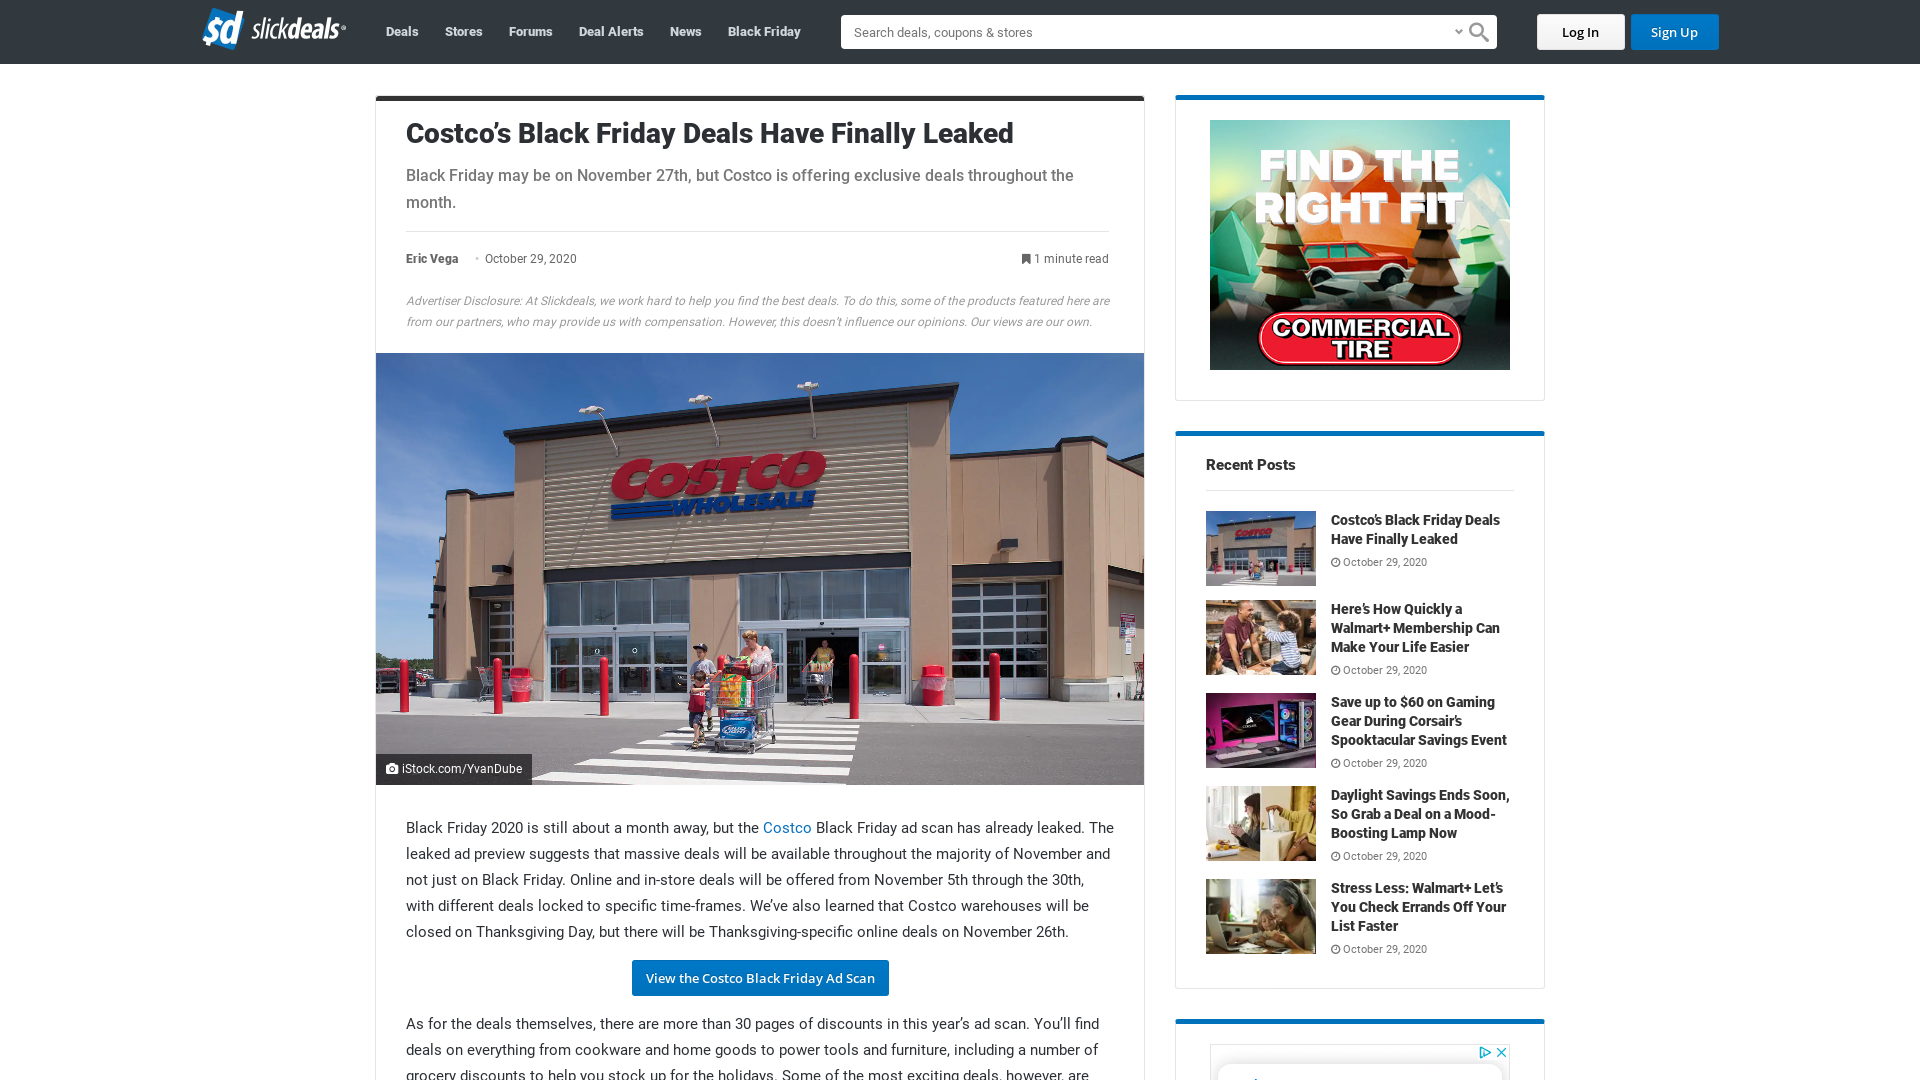 sd slickdeals
Deals
Stores
Forums
Deal Alerts
News
Black Friday
Search deals, coupons & stores
Log In
Sign Up
Costco’s Black Friday Deals Have Finally Leaked
Black Friday may be on November 27th, but Costco is offering exclusive deals throughout the
month.
Eric Vega • October 29, 2020
1 minute read
Advertiser Disclosure: At Slickdeals, we work hard to help you find the best deals. To do this, some of the products featured here are
from our partners, who may provide us with compensation. However, this doesn’t influence our opinions. Our views are our own.
COSTCO
WHOLESALE
iStock.com/YvanDube
Black Friday 2020 is still about a month away, but the Costco Black Friday ad scan has already leaked. The
leaked ad preview suggests that massive deals will be available throughout the majority of November and
not just on Black Friday. Online and in-store deals will be offered from November 5th through the 30th,
with different deals locked to specific time-frames. We’ve also learned that Costco warehouses will be
closed on Thanksgiving Day, but there will be Thanksgiving-specific online deals on November 26th.
View the Costco Black Friday Ad Scan
As for the deals themselves, there are more than 30 pages of discounts in this year’s ad scan. You’ll find
deals on everything from cookware and home goods to power tools and furniture, including a number of
grocery discounts to help you stock up for the holidays. Some of the most exciting deals, however, are
FIND THE
RIGHT FIT
COMMERCIAL
TIRE
Recent Posts
Costco’s Black Friday Deals
Have Finally Leaked
October 29, 2020
Here’s How Quickly a
Walmart+ Membership Can
Make Your Life Easier
October 29, 2020
Save up to $60 on Gaming
Gear During Corsair’s
Spooktacular Savings Event
October 29, 2020
Daylight Savings Ends Soon,
So Grab a Deal on a Mood-
Boosting Lamp Now
October 29, 2020
Stress Less: Walmart+ Let’s
You Check Errands Off Your
List Faster
October 29, 2020